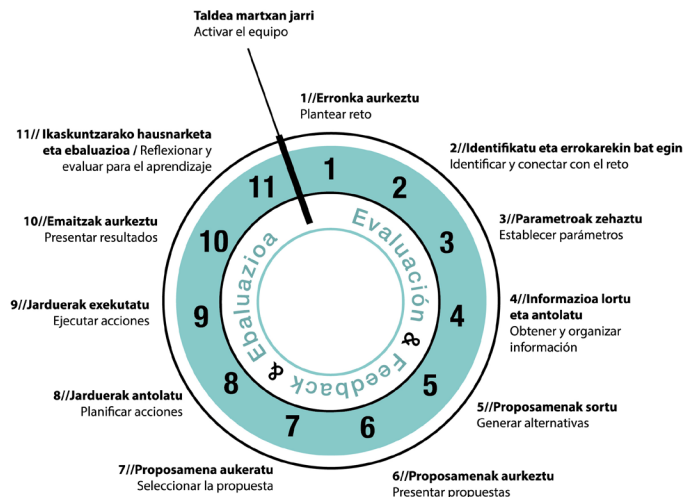 Taldea martxan jarri
Activar el equipo
1//Erronka aurkeztu
Plantear reto
2//Identifikatu eta errokarekin bat egin
Identificar y conectar con el reto
3//Parametroak zehaztu
Establecer parámetros
4//Informazioa lortu
eta antolatu
Obtener y organizar
información
5//Proposamenak sortu
Generar alternativas
6//Proposamenak aurkeztu
Presentar propuestas
7//Proposamena aukeratu
Seleccionar la propuesta
8//Jarduerak antolatu
Planificar acciones
9//Jarduerak exekutatu
Ejecutar acciones
10//Emaitzak aurkeztu
Presentar resultados
11// Ikaskuntzarako hausnarketa
eta ebaluazioa / Reflexionar y
evaluar para el aprendizaje
1
2
3
4
5
6
7
8
9
10
11
Evaluación & Feedback & Ebaluazioa